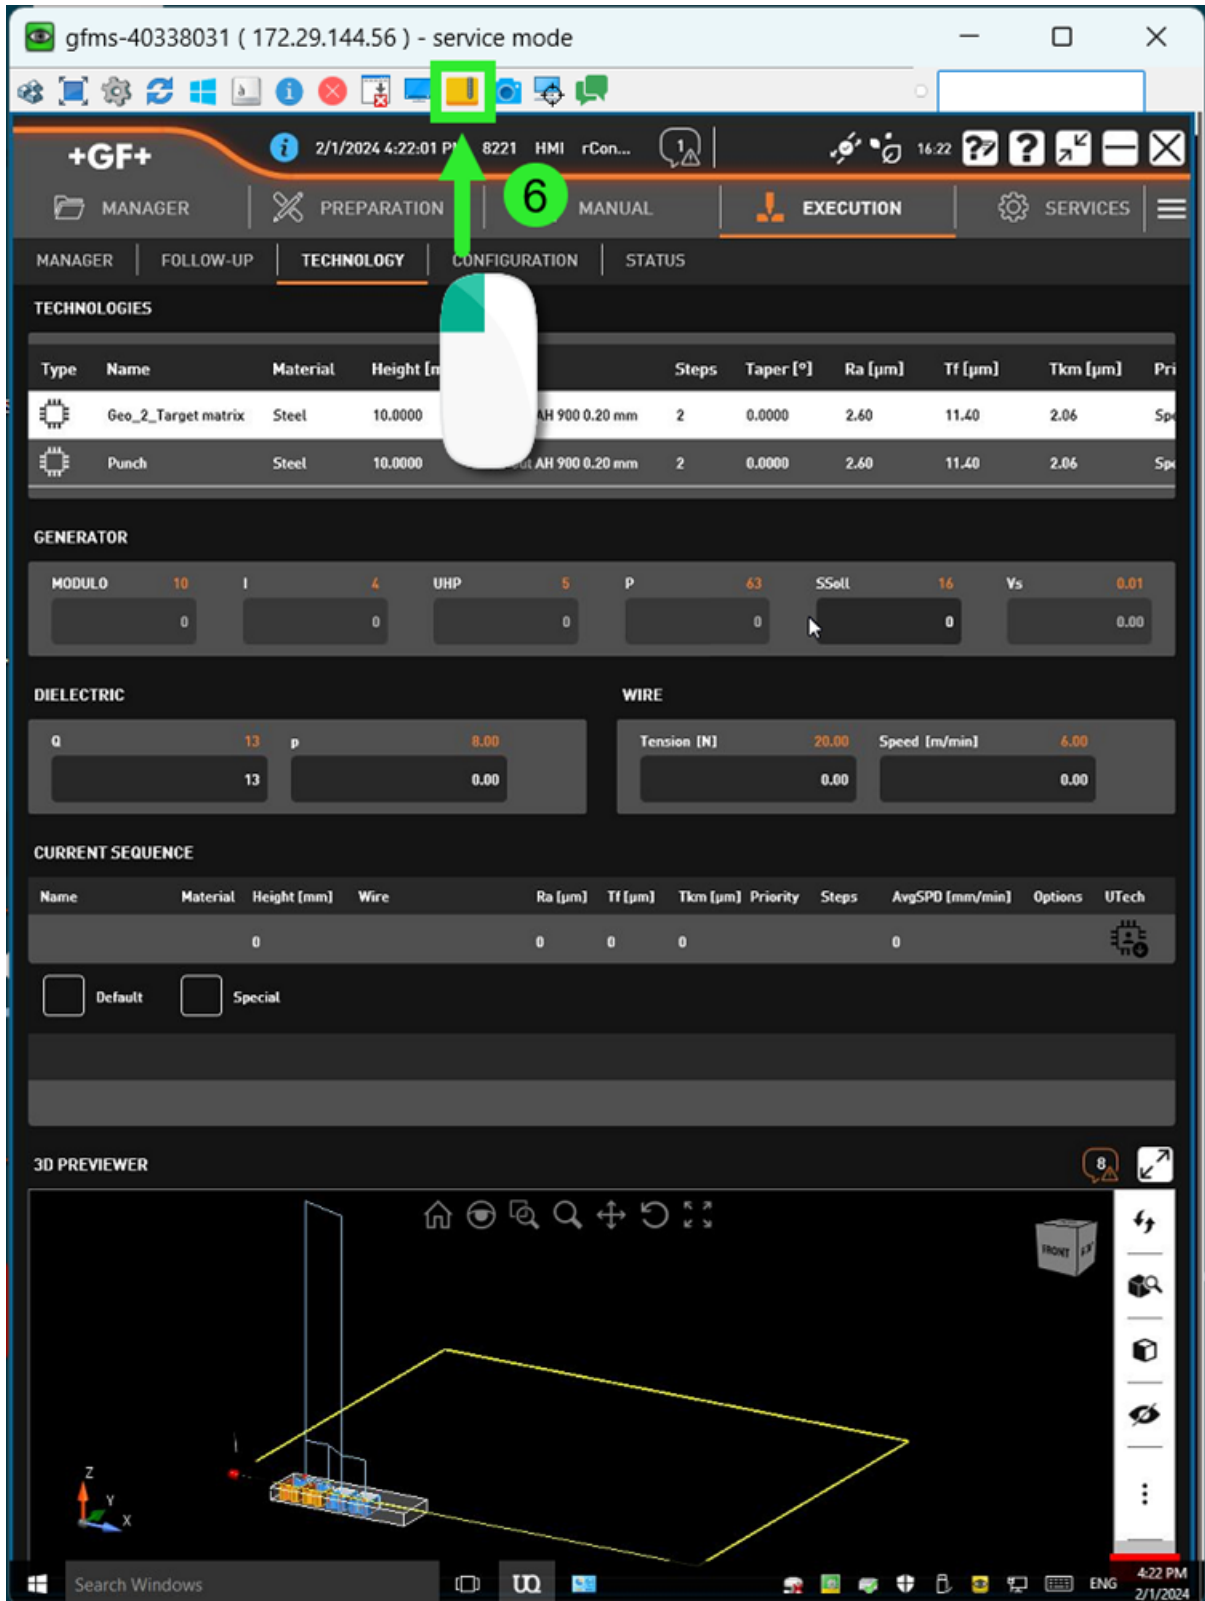 gfms-40338031 ( 172.29.144.56 ) - service mode
+GF+
2/1/2024 4:22:01 P 8221 HMI rCon... 1 16:22
6
MANAGER PREPARATION MANUAL EXECUTION SERVICES
MANAGER FOLLOW-UP TECHNOLOGY CONFIGURATION STATUS
TECHNOLOGIES
Type Name Material Height [m Steps Taper [°] Ra [µm] Tf [µm] Tkm [µm] Pri
Geo_2_Target matrix Steel 10.0000 AH 900 0.20 mm 2 0.0000 2.60 11.40 2.06 Spe
Punch Steel 10.0000 ut AH 900 0.20 mm 2 0.0000 2.60 11.40 2.06 Spe
GENERATOR
MODULO 10 I 4 UHP 5 P 63 SSoll 16 Vs 0.01
0 0 0 0 0 0.00
DIELECTRIC WIRE
Q 13 p 8.00 Tension [N] 20.00 Speed [m/min] 6.00
13 0.00 0.00 0.00
CURRENT SEQUENCE
Name Material Height [mm] Wire Ra [µm] Tf [µm] Tkm [µm] Priority Steps AvgSPD [mm/min] Options UTech
0 0 0 0 0
Default Special
3D PREVIEWER 8
FRONT
Z
Y
X
Search Windows ENG 4:22 PM
2/1/2024